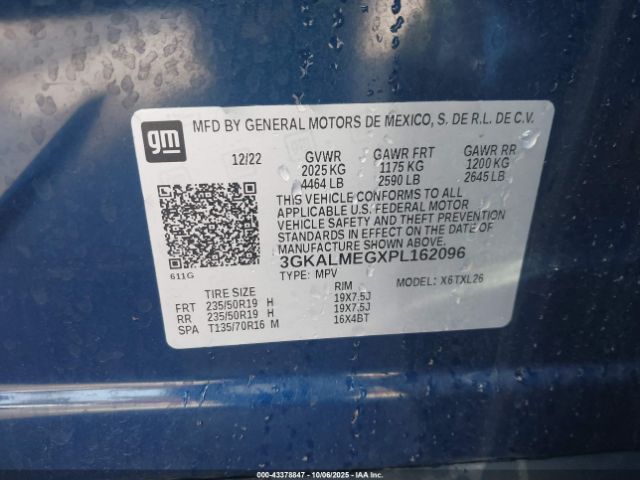 gm
MFD BY GENERAL MOTORS DE MEXICO, S. DE R.L. DE C.V.
12/22 GVWR GAWR FRT GAWR RR
2025 KG 1175 KG 1200 KG
4464 LB 2590 LB 2645 LB
THIS VEHICLE CONFORMS TO ALL
APPLICABLE U.S. FEDERAL MOTOR
VEHICLE SAFETY AND THEFT PREVENTION
STANDARDS IN EFFECT ON THE DATE OF
MANUFACTURE SHOWN ABOVE.
611G 3GKALMEGXPL162096
TYPE: MPV MODEL: X6TXL26
TIRE SIZE RIM
FRT 235/50R19 H 19X7.5J
RR 235/50R19 H 19X7.5J
SPA T135/70R16 M 16X4BT
000-43378847 - 10/06/2025 - IAAI.COM